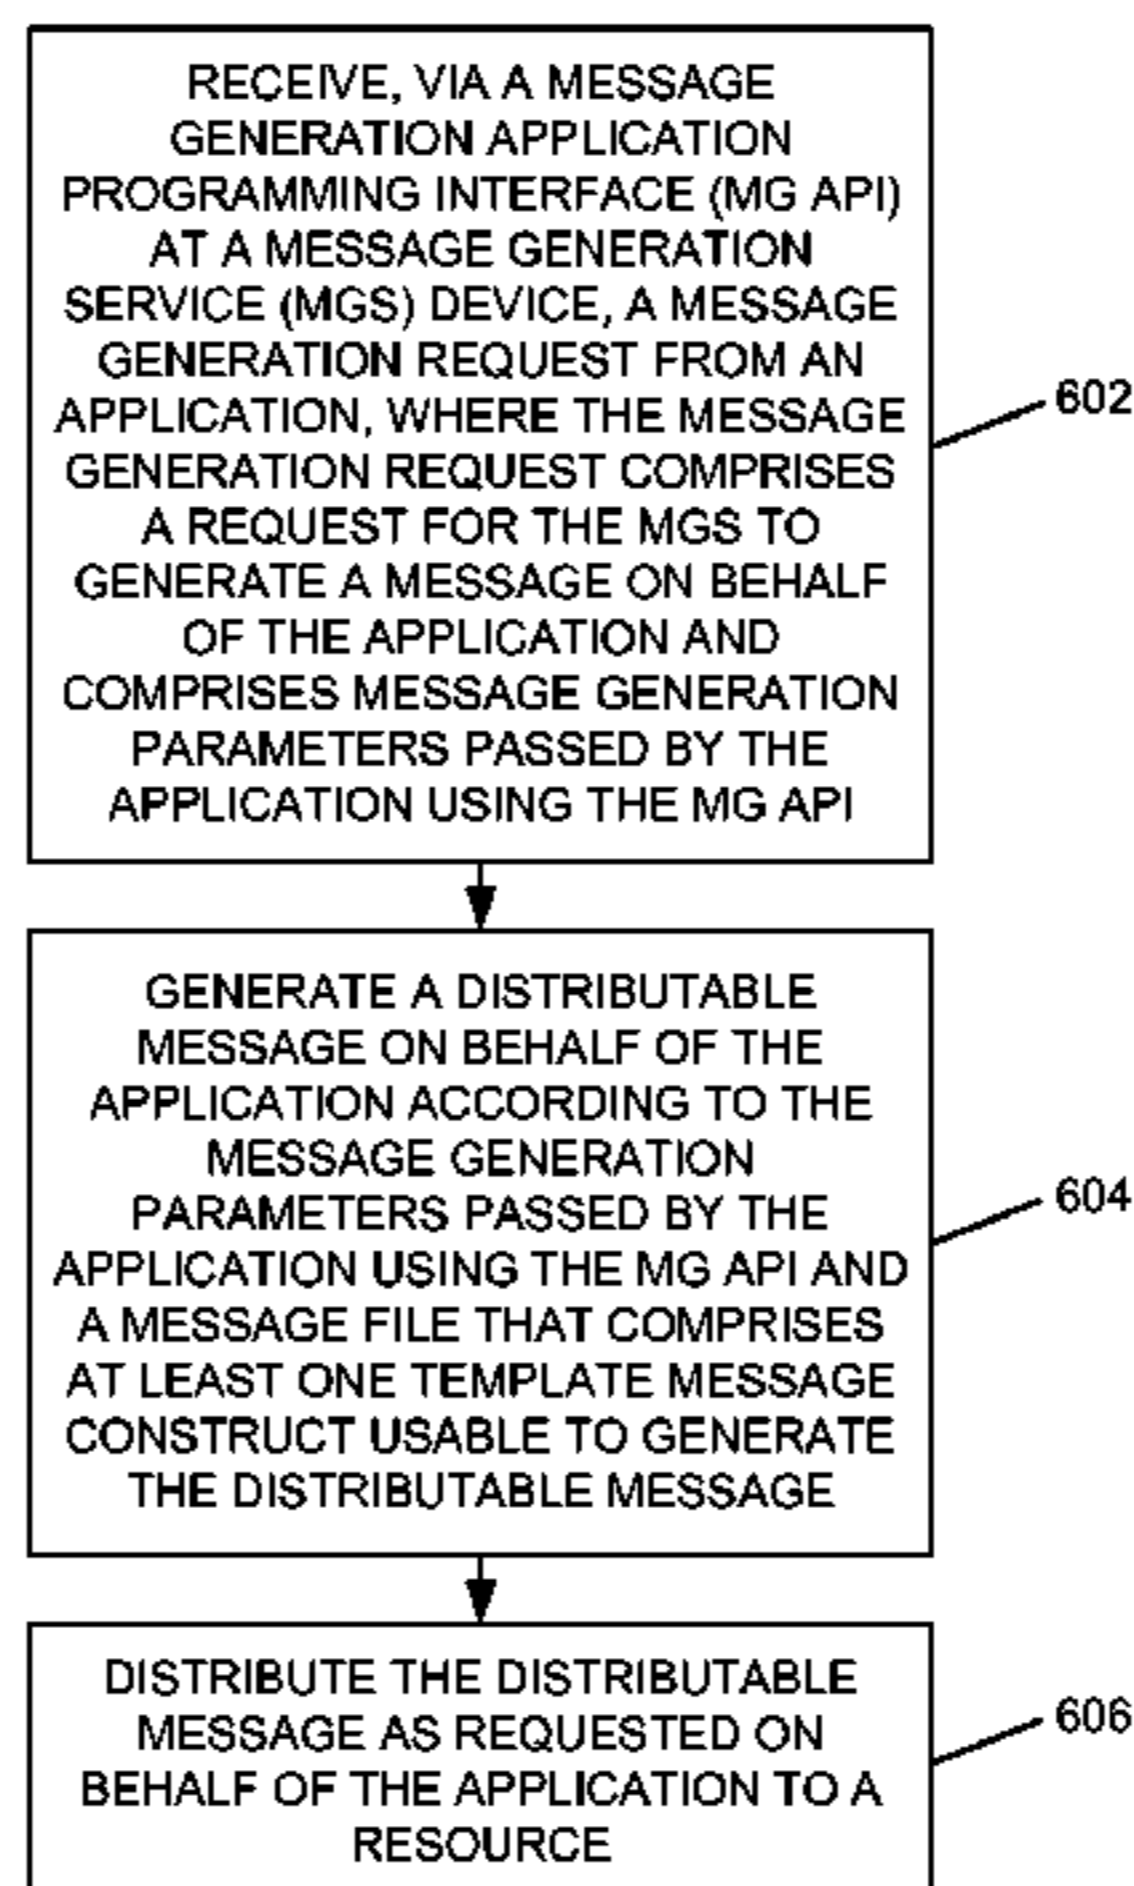 RECEIVE, VIA A MESSAGE
GENERATION APPLICATION
PROGRAMMING INTERFACE (MG API)
AT A MESSAGE GENERATION
SERVICE (MGS) DEVICE, A MESSAGE
GENERATION REQUEST FROM AN
APPLICATION, WHERE THE MESSAGE
GENERATION REQUEST COMPRISES
A REQUEST FOR THE MGS TO
GENERATE A MESSAGE ON BEHALF
OF THE APPLICATION AND
COMPRISES MESSAGE GENERATION
PARAMETERS PASSED BY THE
APPLICATION USING THE MG API
602
GENERATE A DISTRIBUTABLE
MESSAGE ON BEHALF OF THE
APPLICATION ACCORDING TO THE
MESSAGE GENERATION
PARAMETERS PASSED BY THE
APPLICATION USING THE MG API AND
A MESSAGE FILE THAT COMPRISES
AT LEAST ONE TEMPLATE MESSAGE
CONSTRUCT USABLE TO GENERATE
THE DISTRIBUTABLE MESSAGE
604
DISTRIBUTE THE DISTRIBUTABLE
MESSAGE AS REQUESTED ON
BEHALF OF THE APPLICATION TO A
RESOURCE
606